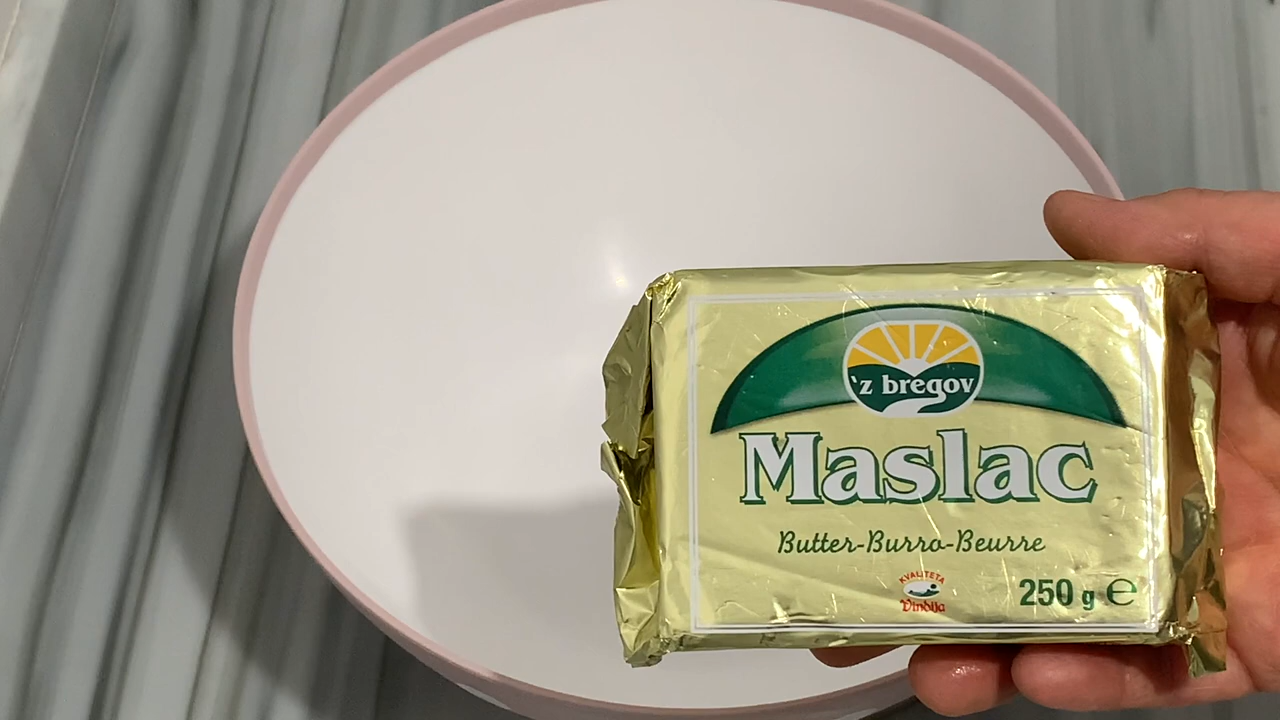 'z bregov
Maslac
Butter-Burro-Beurre
KVALITETA
Vindija
250 g ℮